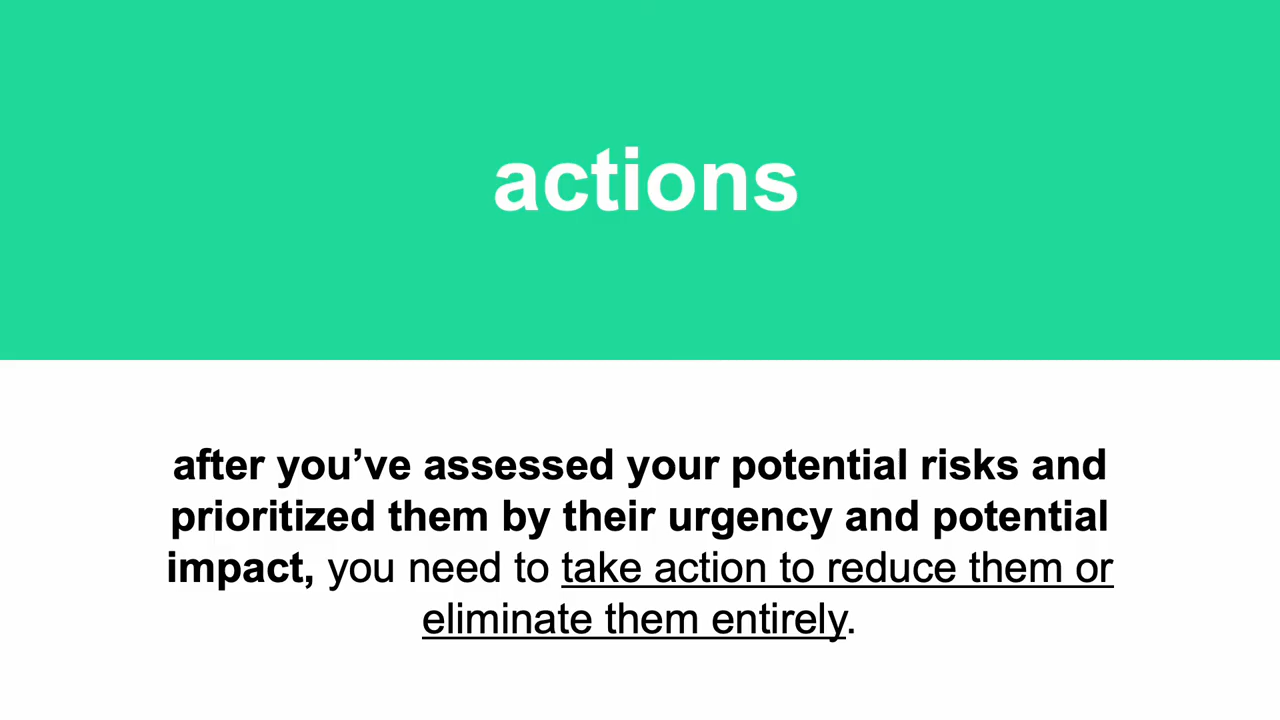 actions
after you’ve assessed your potential risks and
prioritized them by their urgency and potential
impact, you need to take action to reduce them or
eliminate them entirely.